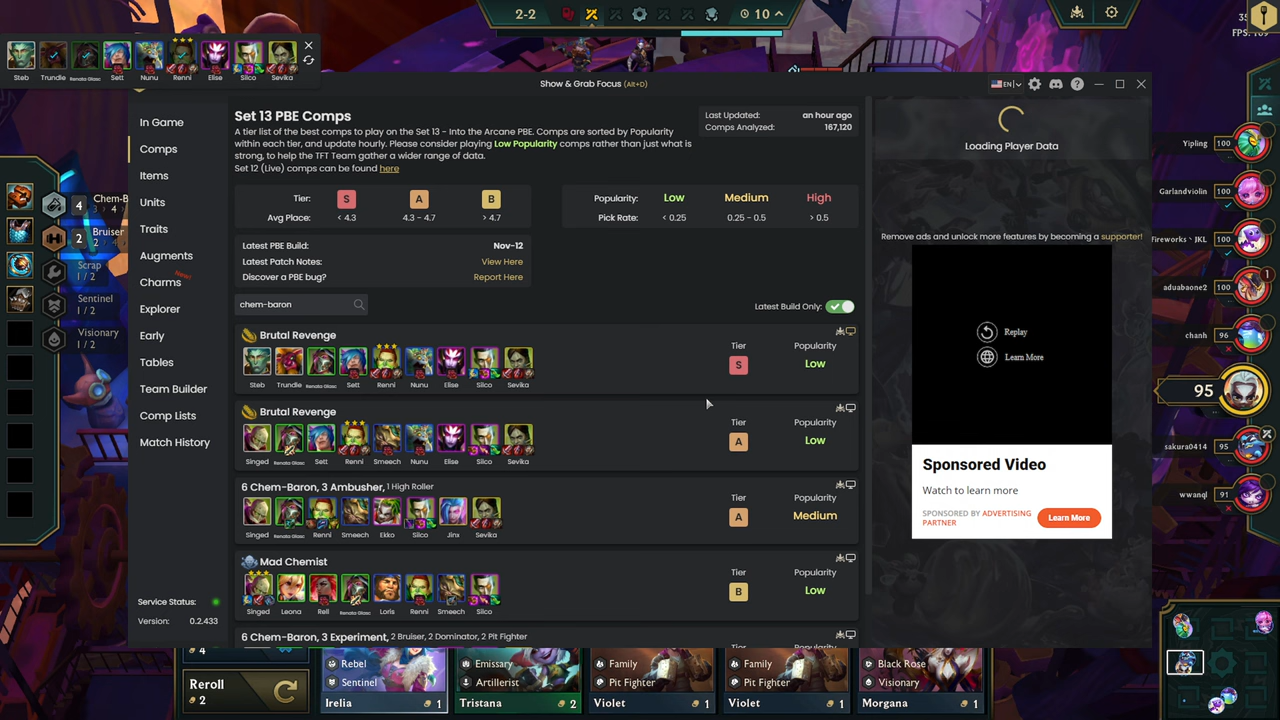 2-2
10
Steb Trundle Renata Glasc Sett Nunu Renni Elise Silco Sevika
Show & Grab Focus (Alt+D)
EN
In Game
Comps
Items
Units
Traits
Augments
Charms New!
Explorer
Early
Tables
Team Builder
Comp Lists
Match History
Service Status:
Version: 0.2.433
Set 13 PBE Comps
A tier list of the best comps to play on the Set 13 - Into the Arcane PBE. Comps are sorted by Popularity
within each tier, and update hourly. Please consider playing Low Popularity comps rather than just what is
strong, to help the TFT Team gather a wider range of data.
Set 12 (Live) comps can be found here
Last Updated: an hour ago
Comps Analyzed: 167,120
Tier: S A B
Avg Place: < 4.3 4.3 - 4.7 > 4.7
Popularity: Low Medium High
Pick Rate: < 0.25 0.25 - 0.5 > 0.5
Latest PBE Build: Nov-12
Latest Patch Notes: View Here
Discover a PBE bug? Report Here
chem-baron
Latest Build Only:
Brutal Revenge
Steb Trundle Renata Glasc Sett Renni Nunu Elise Silco Sevika
Tier S
Popularity Low
Brutal Revenge
Singed Renata Glasc Sett Renni Smeech Nunu Elise Silco Sevika
Tier A
Popularity Low
6 Chem-Baron, 3 Ambusher, 1 High Roller
Singed Renata Glasc Renni Smeech Ekko Silco Jinx Sevika
Tier A
Popularity Medium
Mad Chemist
Singed Leona Rell Renata Glasc Loris Renni Smeech Silco
Tier B
Popularity Low
6 Chem-Baron, 3 Experiment, 2 Bruiser, 2 Dominator, 2 Pit Fighter
Loading Player Data
Remove ads and unlock more features by becoming a supporter!
Replay
Learn More
Sponsored Video
Watch to learn more
SPONSORED BY ADVERTISING
PARTNER
Learn More
4 Chem-B
2 Bruiser
Scrap
1 / 2
Sentinel
1 / 2
Visionary
1 / 2
Yipling 100
Garlandviolin 100
Fireworks丶JKL 100
aduabaone2 100 1
chanh 96
95
sakura0414 95
wwanql 91
4
Reroll
2
Rebel
Sentinel
Irelia 1
Emissary
Artillerist
Tristana 2
Family
Pit Fighter
Violet 1
Family
Pit Fighter
Violet 1
Black Rose
Visionary
Morgana 1